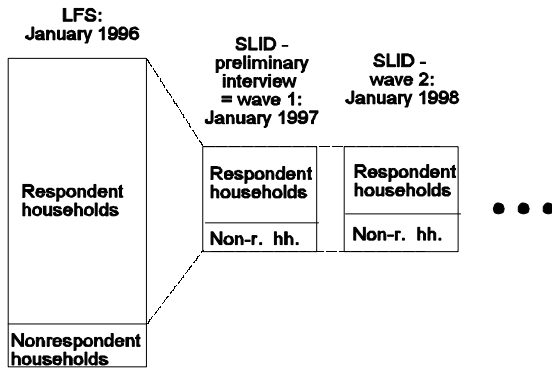 LFS:
January 1996
Respondent
households
Nonrespondent
households
SLID -
preliminary
interview
= wave 1:
January 1997
Respondent
households
Non-r. hh.
SLID -
wave 2:
January 1998
Respondent
households
Non-r. hh.